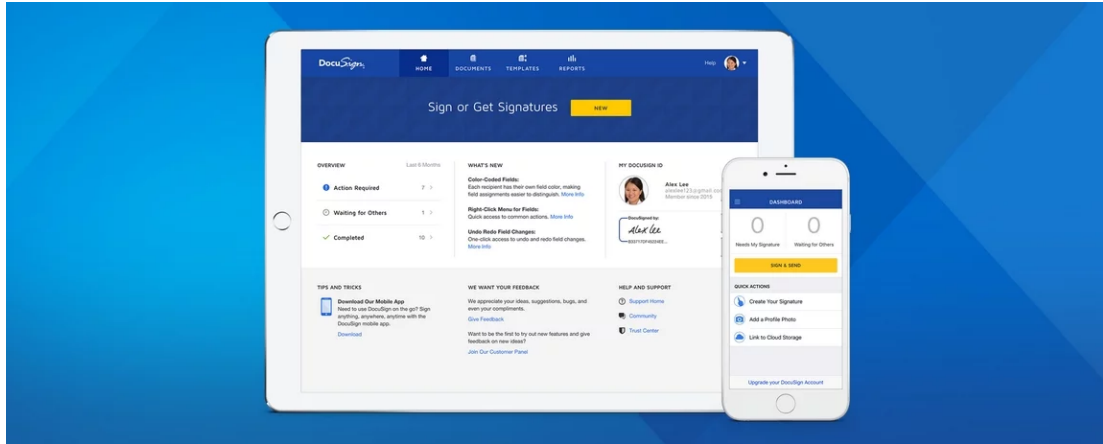 DocuSign
HOME
DOCUMENTS
TEMPLATES
REPORTS
Help
Sign or Get Signatures
NEW
OVERVIEW
Last 6 Months
Action Required 7
Waiting for Others 1
Completed 10
WHAT'S NEW
Color-Coded Fields:
Each recipient has their own field color, making
field assignments easier to distinguish. More Info
Right-Click Menu for Fields:
Quick access to common actions. More Info
Undo Redo Field Changes:
One-click access to undo and redo field changes.
More Info
MY DOCUSIGN ID
Alex Lee
Member since 2015
DocuSigned by:
Alex Lee
TIPS AND TRICKS
Download Our Mobile App
Need to use DocuSign on the go? Sign
anything, anywhere, anytime with the
DocuSign mobile app.
Download
WE WANT YOUR FEEDBACK
We appreciate your ideas, suggestions, bugs, and
even your compliments.
Give Feedback
Want to be the first to try out new features and give
feedback on new ideas?
Join Our Customer Panel
HELP AND SUPPORT
Support Home
Community
Trust Center
DASHBOARD
0
Needs My Signature
0
Waiting for Others
SIGN & SEND
QUICK ACTIONS
Create Your Signature
Add a Profile Photo
Link to Cloud Storage
Upgrade your DocuSign Account